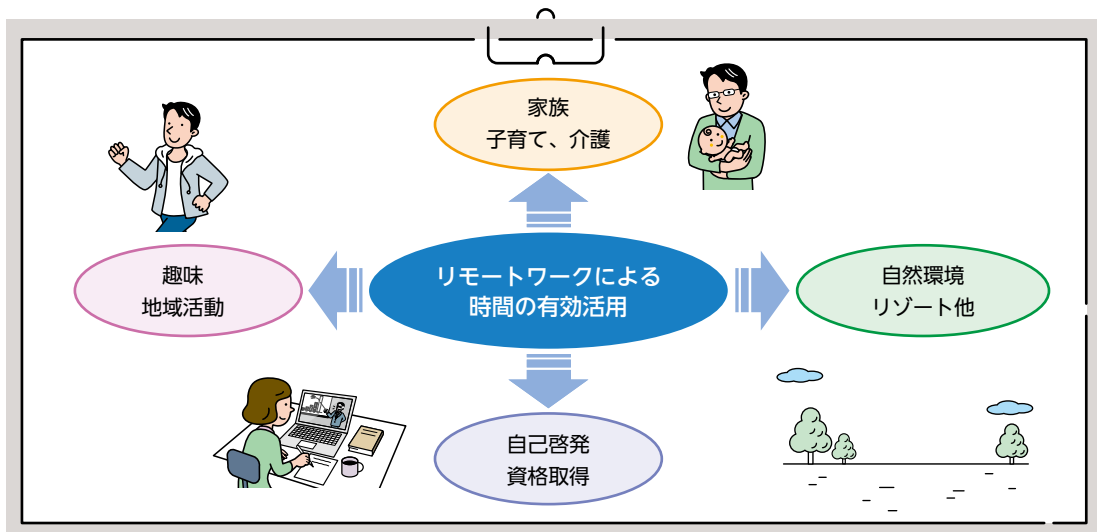 家族
子育て、介護
趣味
地域活動
リモートワークによる
時間の有効活用
自然環境
リゾート他
自己啓発
資格取得